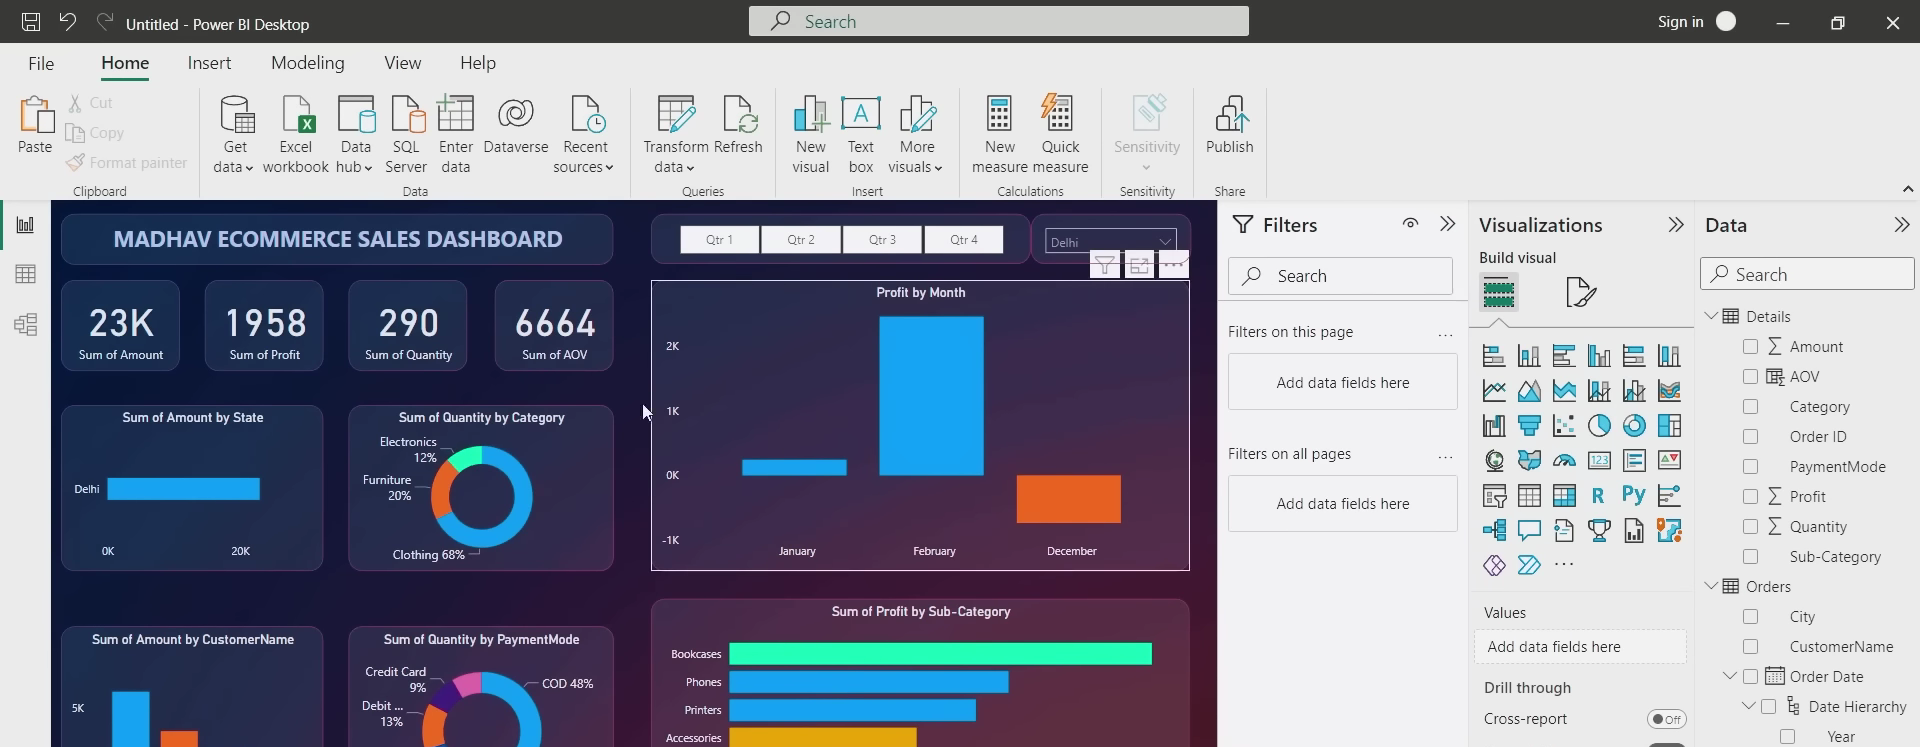 Untitled - Power BI Desktop
Search
Sign in
File Home Insert Modeling View Help
Paste
Cut
Copy
Format painter
Clipboard
Get data
Excel workbook
Data hub
SQL Server
Enter data
Dataverse
Recent sources
Data
Transform data
Refresh
Queries
New visual
Text box
More visuals
Insert
New measure
Quick measure
Calculations
Sensitivity
Sensitivity
Publish
Share
MADHAV ECOMMERCE SALES DASHBOARD
Qtr 1 Qtr 2 Qtr 3 Qtr 4
Delhi
23K
Sum of Amount
1958
Sum of Profit
290
Sum of Quantity
6664
Sum of AOV
Profit by Month
2K
1K
0K
-1K
January February December
Sum of Amount by State
Delhi
0K 20K
Sum of Quantity by Category
Electronics
12%
Furniture
20%
Clothing 68%
Sum of Amount by CustomerName
5K
Sum of Quantity by PaymentMode
Credit Card
9%
Debit ...
13%
COD 48%
Sum of Profit by Sub-Category
Bookcases
Phones
Printers
Accessories
Filters
Search
Filters on this page
...
Add data fields here
Filters on all pages
...
Add data fields here
Visualizations
Build visual
123
R
Py
...
Values
Add data fields here
Drill through
Cross-report
Off
Data
Search
Details
Amount
AOV
Category
Order ID
PaymentMode
Profit
Quantity
Sub-Category
Orders
City
CustomerName
Order Date
Date Hierarchy
Year